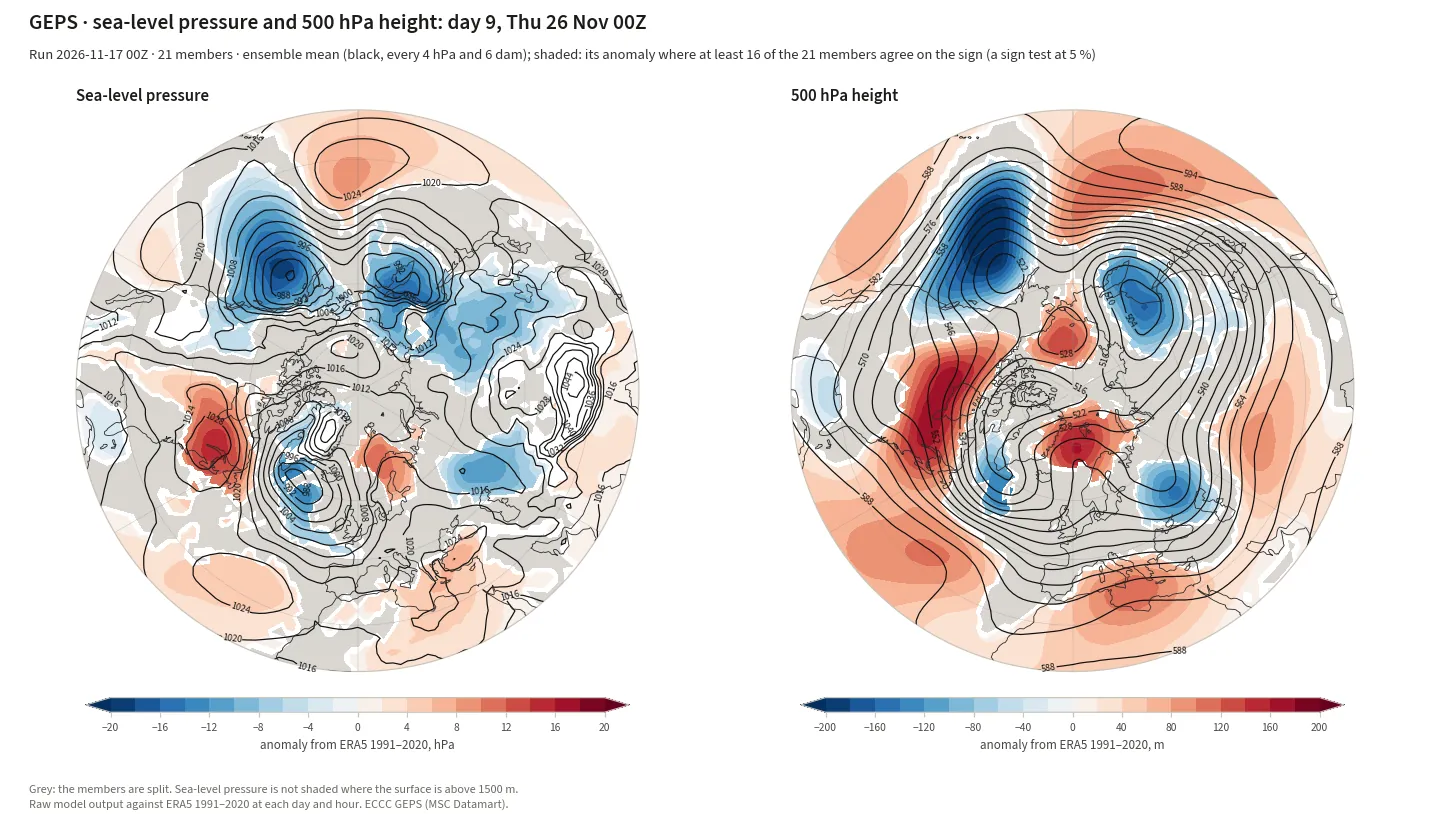 GEPS · sea-level pressure and 500 hPa height: day 9, Thu 26 Nov 00Z
Run 2026-11-17 00Z · 21 members · ensemble mean (black, every 4 hPa and 6 dam); shaded: its anomaly where at least 16 of the 21 members agree on the sign (a sign test at 5 %)
Sea-level pressure
500 hPa height
−20 −16 −12 −8 −4 0 4 8 12 16 20
anomaly from ERA5 1991–2020, hPa
−200 −160 −120 −80 −40 0 40 80 120 160 200
anomaly from ERA5 1991–2020, m
Grey: the members are split. Sea-level pressure is not shaded where the surface is above 1500 m.
Raw model output against ERA5 1991–2020 at each day and hour. ECCC GEPS (MSC Datamart).